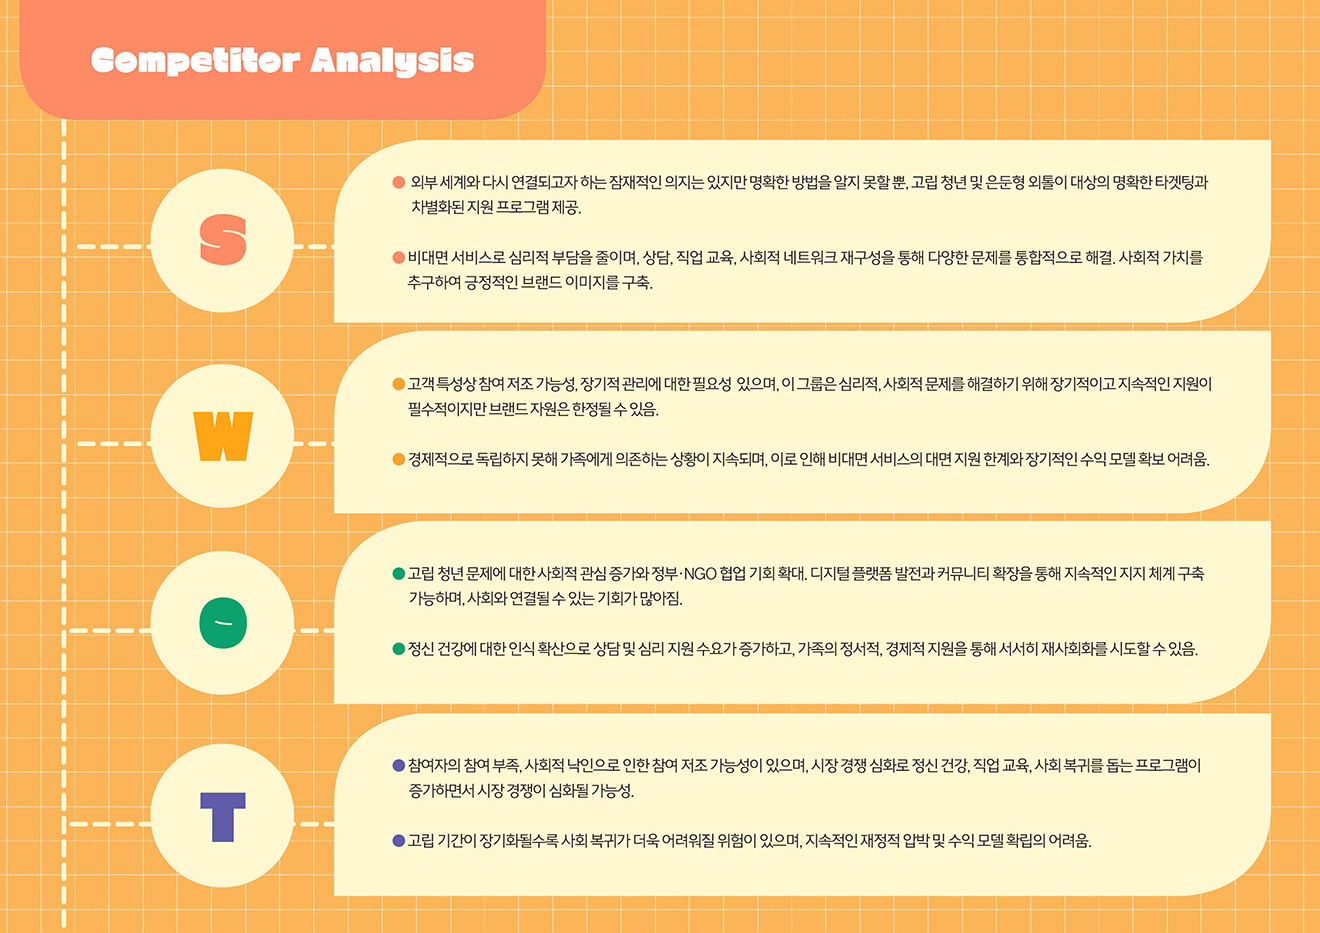 Competitor Analysis
S
외부 세계와 다시 연결되고자 하는 잠재적인 의지는 있지만 명확한 방법을 알지 못할 뿐, 고립 청년 및 은둔형 외톨이 대상의 명확한 타겟팅과
차별화된 지원 프로그램 제공.
비대면 서비스로 심리적 부담을 줄이며, 상담, 직업 교육, 사회적 네트워크 재구성을 통해 다양한 문제를 통합적으로 해결. 사회적 가치를
추구하여 긍정적인 브랜드 이미지를 구축.
W
고객 특성상 참여 저조 가능성, 장기적 관리에 대한 필요성 있으며, 이 그룹은 심리적, 사회적 문제를 해결하기 위해 장기적이고 지속적인 지원이
필수적이지만 브랜드 자원은 한정될 수 있음.
경제적으로 독립하지 못해 가족에게 의존하는 상황이 지속되며, 이로 인해 비대면 서비스의 대면 지원 한계와 장기적인 수익 모델 확보 어려움.
O
고립 청년 문제에 대한 사회적 관심 증가와 정부·NGO 협업 기회 확대. 디지털 플랫폼 발전과 커뮤니티 확장을 통해 지속적인 지지 체계 구축
가능하며, 사회와 연결될 수 있는 기회가 많아짐.
정신 건강에 대한 인식 확산으로 상담 및 심리 지원 수요가 증가하고, 가족의 정서적, 경제적 지원을 통해 서서히 재사회화를 시도할 수 있음.
T
참여자의 참여 부족, 사회적 낙인으로 인한 참여 저조 가능성이 있으며, 시장 경쟁 심화로 정신 건강, 직업 교육, 사회 복귀를 돕는 프로그램이
증가하면서 시장 경쟁이 심화될 가능성.
고립 기간이 장기화될수록 사회 복귀가 더욱 어려워질 위험이 있으며, 지속적인 재정적 압박 및 수익 모델 확립의 어려움.